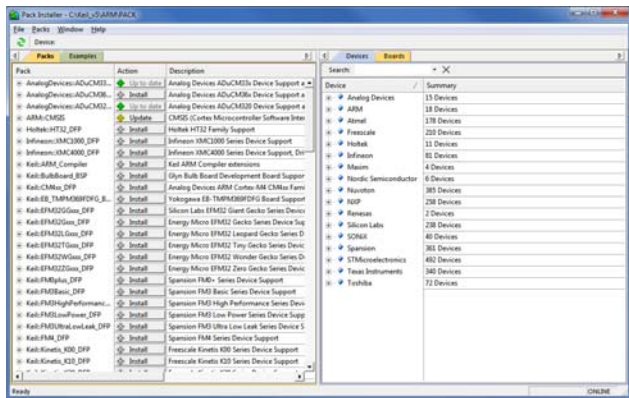 Pack Installer - C:\Keil_v5\ARM\PACK
File Packs Window Help
Device:
Packs Examples
Pack Action Description
AnalogDevices::ADuCM33... Up to date Analog Devices ADuCM33x Device Support a
AnalogDevices::ADuCM36... Install Analog Devices ADuCM36x Device Support a
AnalogDevices::ADuCM32... Up to date Analog Devices ADuCM320 Device Support a
ARM::CMSIS Update CMSIS (Cortex Microcontroller Software Inter
Holtek::HT32_DFP Install Holtek HT32 Family Support
Infineon::XMC1000_DFP Install Infineon XMC1000 Series Device Support
Infineon::XMC4000_DFP Install Infineon XMC4000 Series Device Support, Dri
Keil::ARM_Compiler Install Keil ARM Compiler extensions
Keil::BulbBoard_BSP Install Glyn Bulb Board Development Board Suppor
Keil::CM4xx_DFP Install Analog Devices ARM Cortex-M4 CM4xx Fami
Keil::EB_TMPM369FDFG_B... Install Yokogawa EB-TMPM369FDFG Board Support
Keil::EFM32GGxxx_DFP Install Silicon Labs EFM32 Giant Gecko Series Device
Keil::EFM32Gxxx_DFP Install Energy Micro EFM32 Gecko Series Device Sup
Keil::EFM32LGxxx_DFP Install Energy Micro EFM32 Leopard Gecko Series D
Keil::EFM32TGxxx_DFP Install Energy Micro EFM32 Tiny Gecko Series Devic
Keil::EFM32WGxxx_DFP Install Energy Micro EFM32 Wonder Gecko Series D
Keil::EFM32ZGxxx_DFP Install Energy Micro EFM32 Zero Gecko Series Devic
Keil::FM0plus_DFP Install Spansion FM0+ Series Device Support
Keil::FM3Basic_DFP Install Spansion FM3 Basic Series Device Support
Keil::FM3HighPerformanc... Install Spansion FM3 High Performance Series Devi
Keil::FM3LowPower_DFP Install Spansion FM3 Low Power Series Device Supp
Keil::FM3UltraLowLeak_DFP Install Spansion FM3 Ultra Low Leak Series Device S
Keil::FM4_DFP Install Spansion FM4 Series Device Support
Keil::Kinetis_K00_DFP Install Freescale Kinetis K00 Series Device Support
Keil::Kinetis_K10_DFP Install Freescale Kinetis K10 Series Device Support
Devices Boards
Search:
Device Summary
Analog Devices 15 Devices
ARM 18 Devices
Atmel 178 Devices
Freescale 210 Devices
Holtek 11 Devices
Infineon 81 Devices
Maxim 4 Devices
Nordic Semiconductor 6 Devices
Nuvoton 385 Devices
NXP 258 Devices
Renesas 2 Devices
Silicon Labs 238 Devices
SONiX 40 Devices
Spansion 361 Devices
STMicroelectronics 492 Devices
Texas Instruments 340 Devices
Toshiba 72 Devices
Ready ONLINE